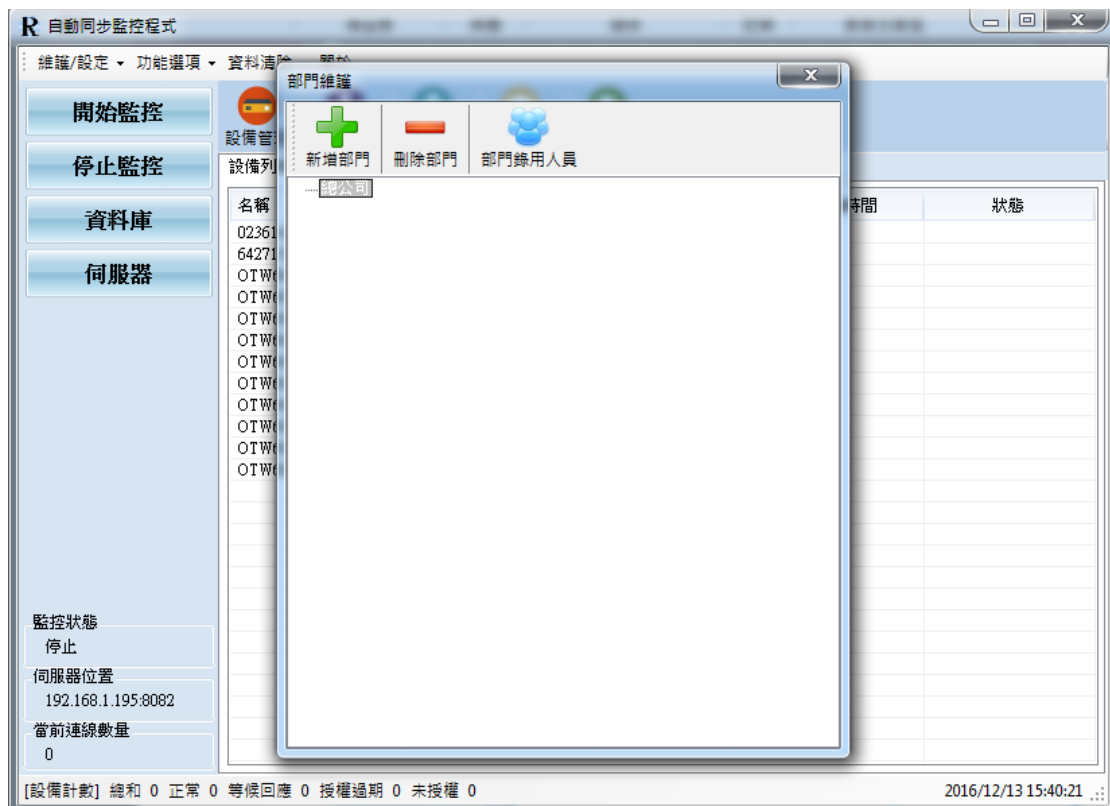 R 自動同步監控程式
維護/設定 功能選項 資料清
部門維護
新增部門 刪除部門 部門錄用人員
總公司
開始監控
停止監控
資料庫
伺服器
設備管
設備列
名稱 時間 狀態
02361
64271
OTW
OTW
OTW
OTW
OTW
OTW
OTW
OTW
OTW
OTW
監控狀態
停止
伺服器位置
192.168.1.195:8082
當前連線數量
0
[設備計數] 總和 0 正常 0 等候回應 0 授權過期 0 未授權 0
2016/12/13 15:40:21